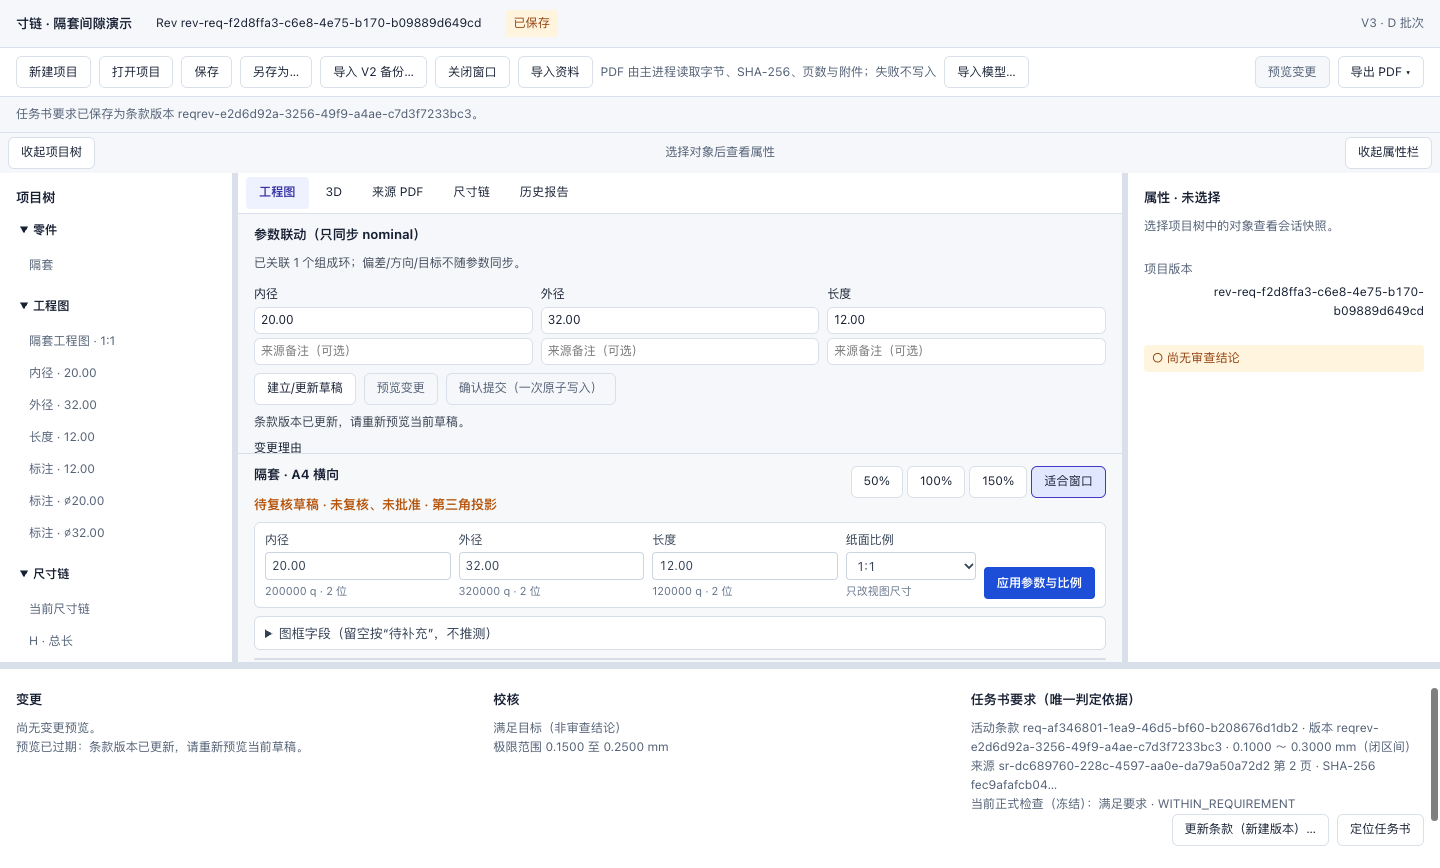 寸链 · 隔套间隙演示
Rev rev-req-f2d8ffa3-c6e8-4e75-b170-b09889d649cd
已保存
V3 · D 批次
新建项目
打开项目
保存
另存为...
导入 V2 备份...
关闭窗口
导入资料
PDF 由主进程读取字节、SHA-256、页数与附件；失败不写入
导入模型...
预览变更
导出 PDF ▾
任务书要求已保存为条款版本 reqrev-e2d6d92a-3256-49f9-a4ae-c7d3f7233bc3。
收起项目树
选择对象后查看属性
收起属性栏
项目树
▼ 零件
隔套
▼ 工程图
隔套工程图 · 1:1
内径 · 20.00
外径 · 32.00
长度 · 12.00
标注 · 12.00
标注 · ⌀20.00
标注 · ⌀32.00
▼ 尺寸链
当前尺寸链
H · 总长
工程图
3D
来源 PDF
尺寸链
历史报告
参数联动（只同步 nominal）
已关联 1 个组成环；偏差/方向/目标不随参数同步。
内径
外径
长度
20.00
32.00
12.00
来源备注（可选）
来源备注（可选）
来源备注（可选）
建立/更新草稿
预览变更
确认提交（一次原子写入）
条款版本已更新，请重新预览当前草稿。
变更理由
隔套 · A4 横向
50%
100%
150%
适合窗口
待复核草稿 · 未复核、未批准 · 第三角投影
内径
外径
长度
纸面比例
20.00
32.00
12.00
1:1
200000 q · 2 位
320000 q · 2 位
120000 q · 2 位
只改视图尺寸
应用参数与比例
▶ 图框字段（留空按“待补充”，不推测）
属性 · 未选择
选择项目树中的对象查看会话快照。
项目版本
rev-req-f2d8ffa3-c6e8-4e75-b170-
b09889d649cd
○ 尚无审查结论
变更
尚无变更预览。
预览已过期：条款版本已更新，请重新预览当前草稿。
校核
满足目标（非审查结论）
极限范围 0.1500 至 0.2500 mm
任务书要求（唯一判定依据）
活动条款 req-af346801-1ea9-46d5-bf60-b208676d1db2 · 版本 reqrev-
e2d6d92a-3256-49f9-a4ae-c7d3f7233bc3 · 0.1000 ～ 0.3000 mm（闭区间）
来源 sr-dc689760-228c-4597-aa0e-da79a50a72d2 第 2 页 · SHA-256
fec9afafcb04...
当前正式检查（冻结）：满足要求 · WITHIN_REQUIREMENT
更新条款（新建版本）...
定位任务书